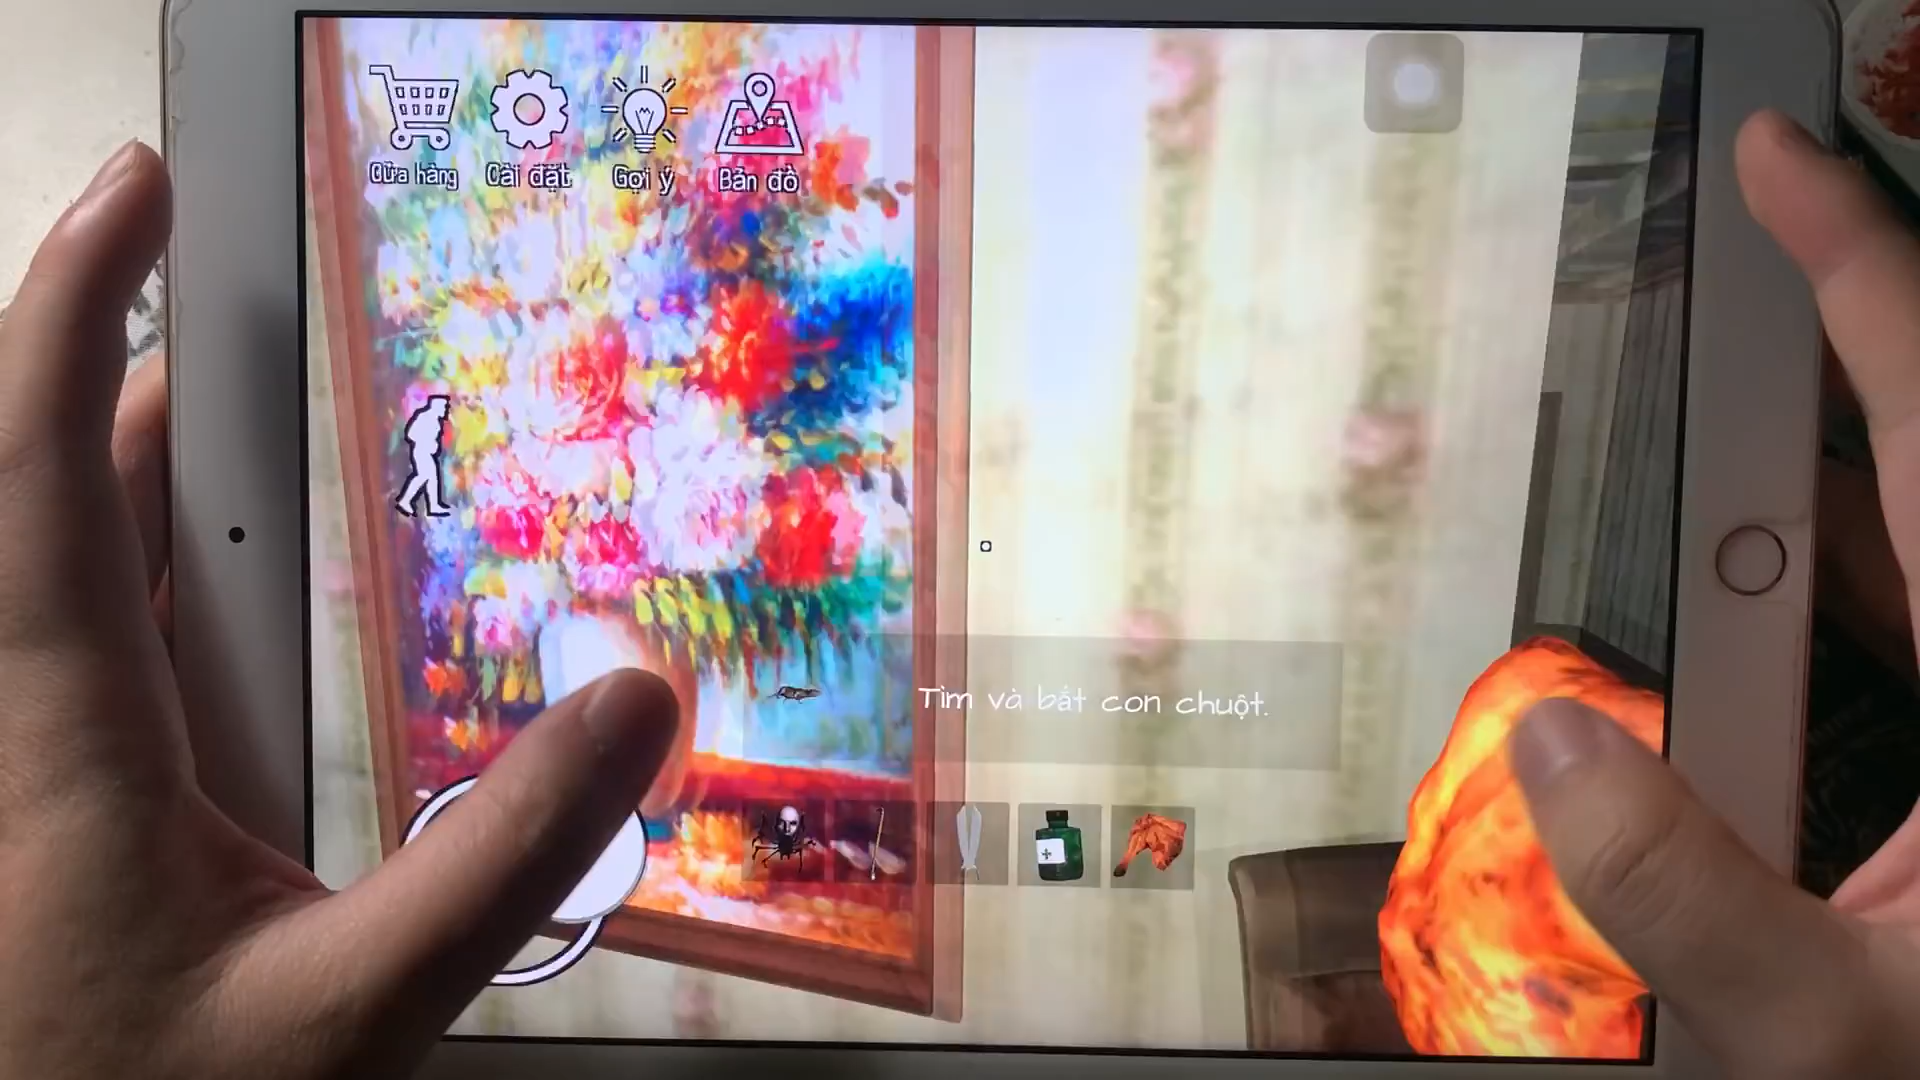 Cửa hàng
Cài đặt
Gợi ý
Bản đồ
Tìm và bắt con chuột.